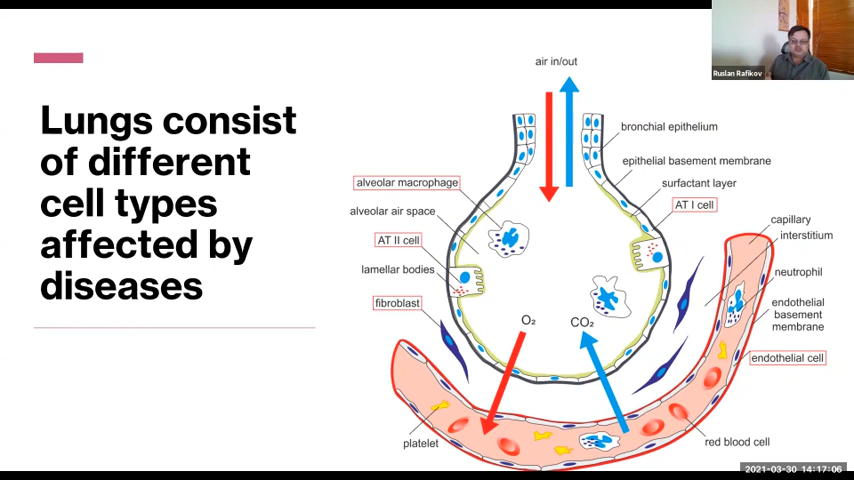 Lungs consist
of different
cell types
affected by
diseases
air in/out
bronchial epithelium
epithelial basement membrane
surfactant layer
AT I cell
alveolar macrophage
alveolar air space
AT II cell
lamellar bodies
fibroblast
O₂
CO₂
capillary
interstitium
neutrophil
endothelial
basement
membrane
endothelial cell
platelet
red blood cell
Ruslan Rafikov
2021-03-30 14:17:06